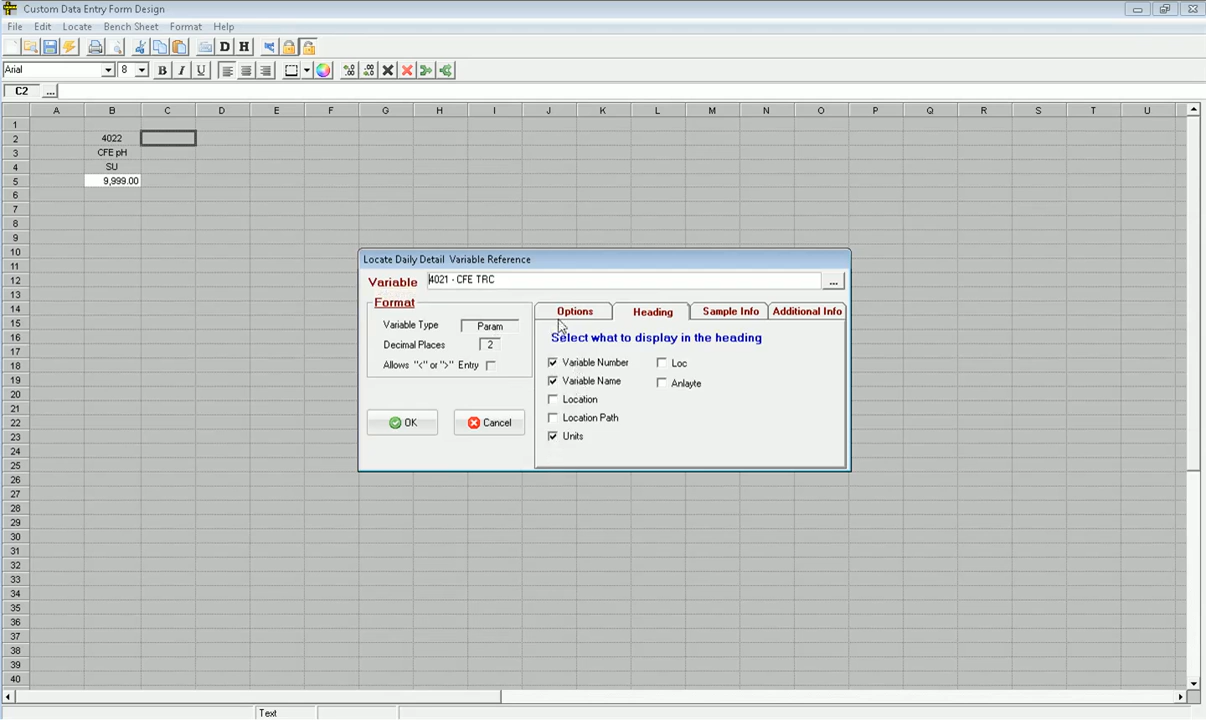 Custom Data Entry Form Design
File Edit Locate Bench Sheet Format Help
D H
Arial 8 B I U
C2 ...
A B C D E F G H I J K L M N O P Q R S T U
1
2 4022
3 CFE pH
4 SU
5 9,999.00
6
7
8
9
10
11
12
13
14
15
16
17
18
19
20
21
22
23
24
25
26
27
28
29
30
31
32
33
34
35
36
37
38
39
40
Locate Daily Detail Variable Reference
Variable 4021 - CFE TRC ...
Format
Variable Type Param
Decimal Places 2
Allows "<" or ">" Entry
OK Cancel
Options Heading Sample Info Additional Info
Select what to display in the heading
Variable Number Loc
Variable Name Anlayte
Location
Location Path
Units
Text